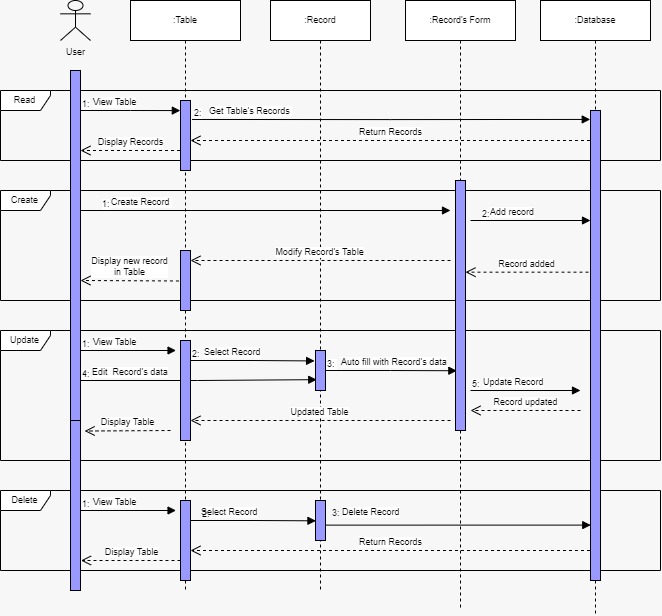 :Table
:Record
:Record's Form
:Database
User
Read
1: View Table
2: Get Table's Records
Return Records
Display Records
Create
1: Create Record
2: Add record
Modify Record's Table
Display new record
in Table
Record added
Update
1: View Table
2: Select Record
3: Auto fill with Record's data
4: Edit Record's data
5: Update Record
Record updated
Updated Table
Display Table
Delete
1: View Table
2: Select Record
3: Delete Record
Return Records
Display Table